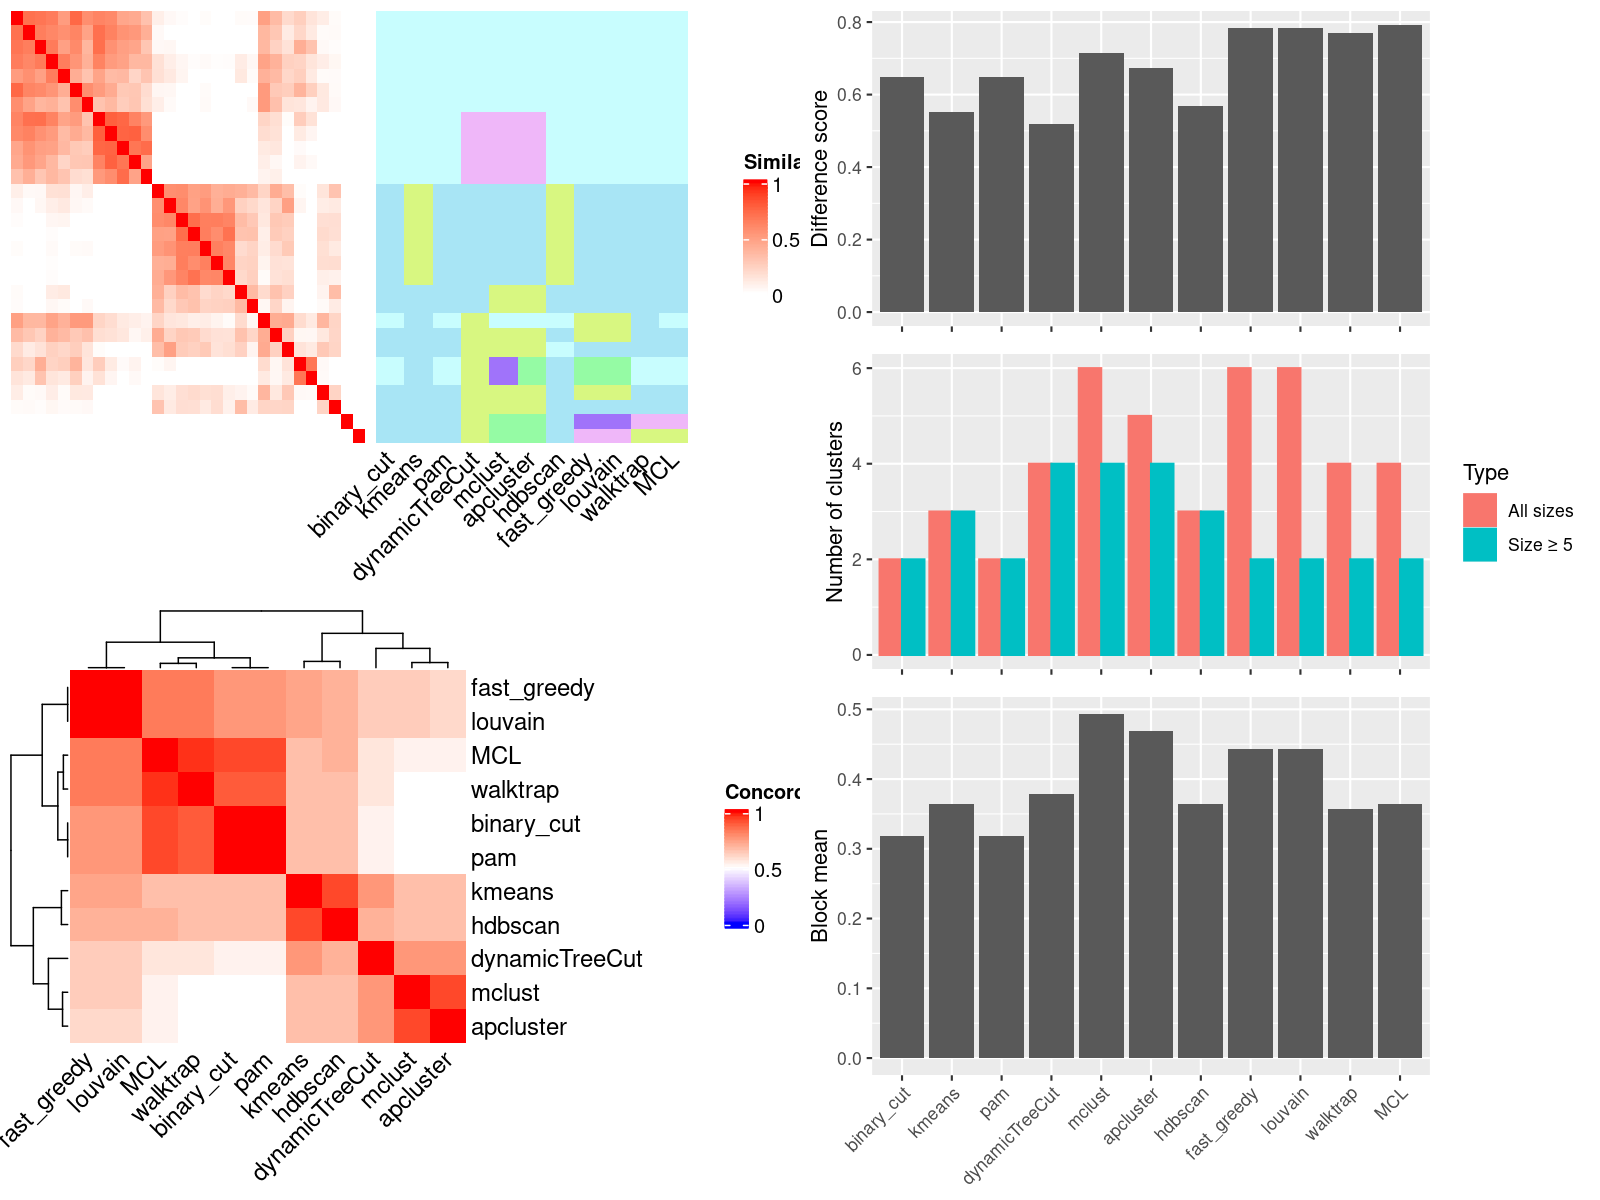 Simila
1
0.5
0
binary_cut
kmeans
pam
dynamicTreeCut
mclust
apcluster
hdbscan
fast_greedy
louvain
walktrap
MCL
fast_greedy
louvain
MCL
walktrap
binary_cut
pam
kmeans
hdbscan
dynamicTreeCut
mclust
apcluster
fast_greedy
louvain
MCL
walktrap
binary_cut
pam
kmeans
hdbscan
dynamicTreeCut
mclust
apcluster
Concord
1
0.5
0
Difference score
0.8
0.6
0.4
0.2
0.0
Number of clusters
6
4
2
0
Type
All sizes
Size ≥ 5
Block mean
0.5
0.4
0.3
0.2
0.1
0.0
binary_cut
kmeans
pam
dynamicTreeCut
mclust
apcluster
hdbscan
fast_greedy
louvain
walktrap
MCL